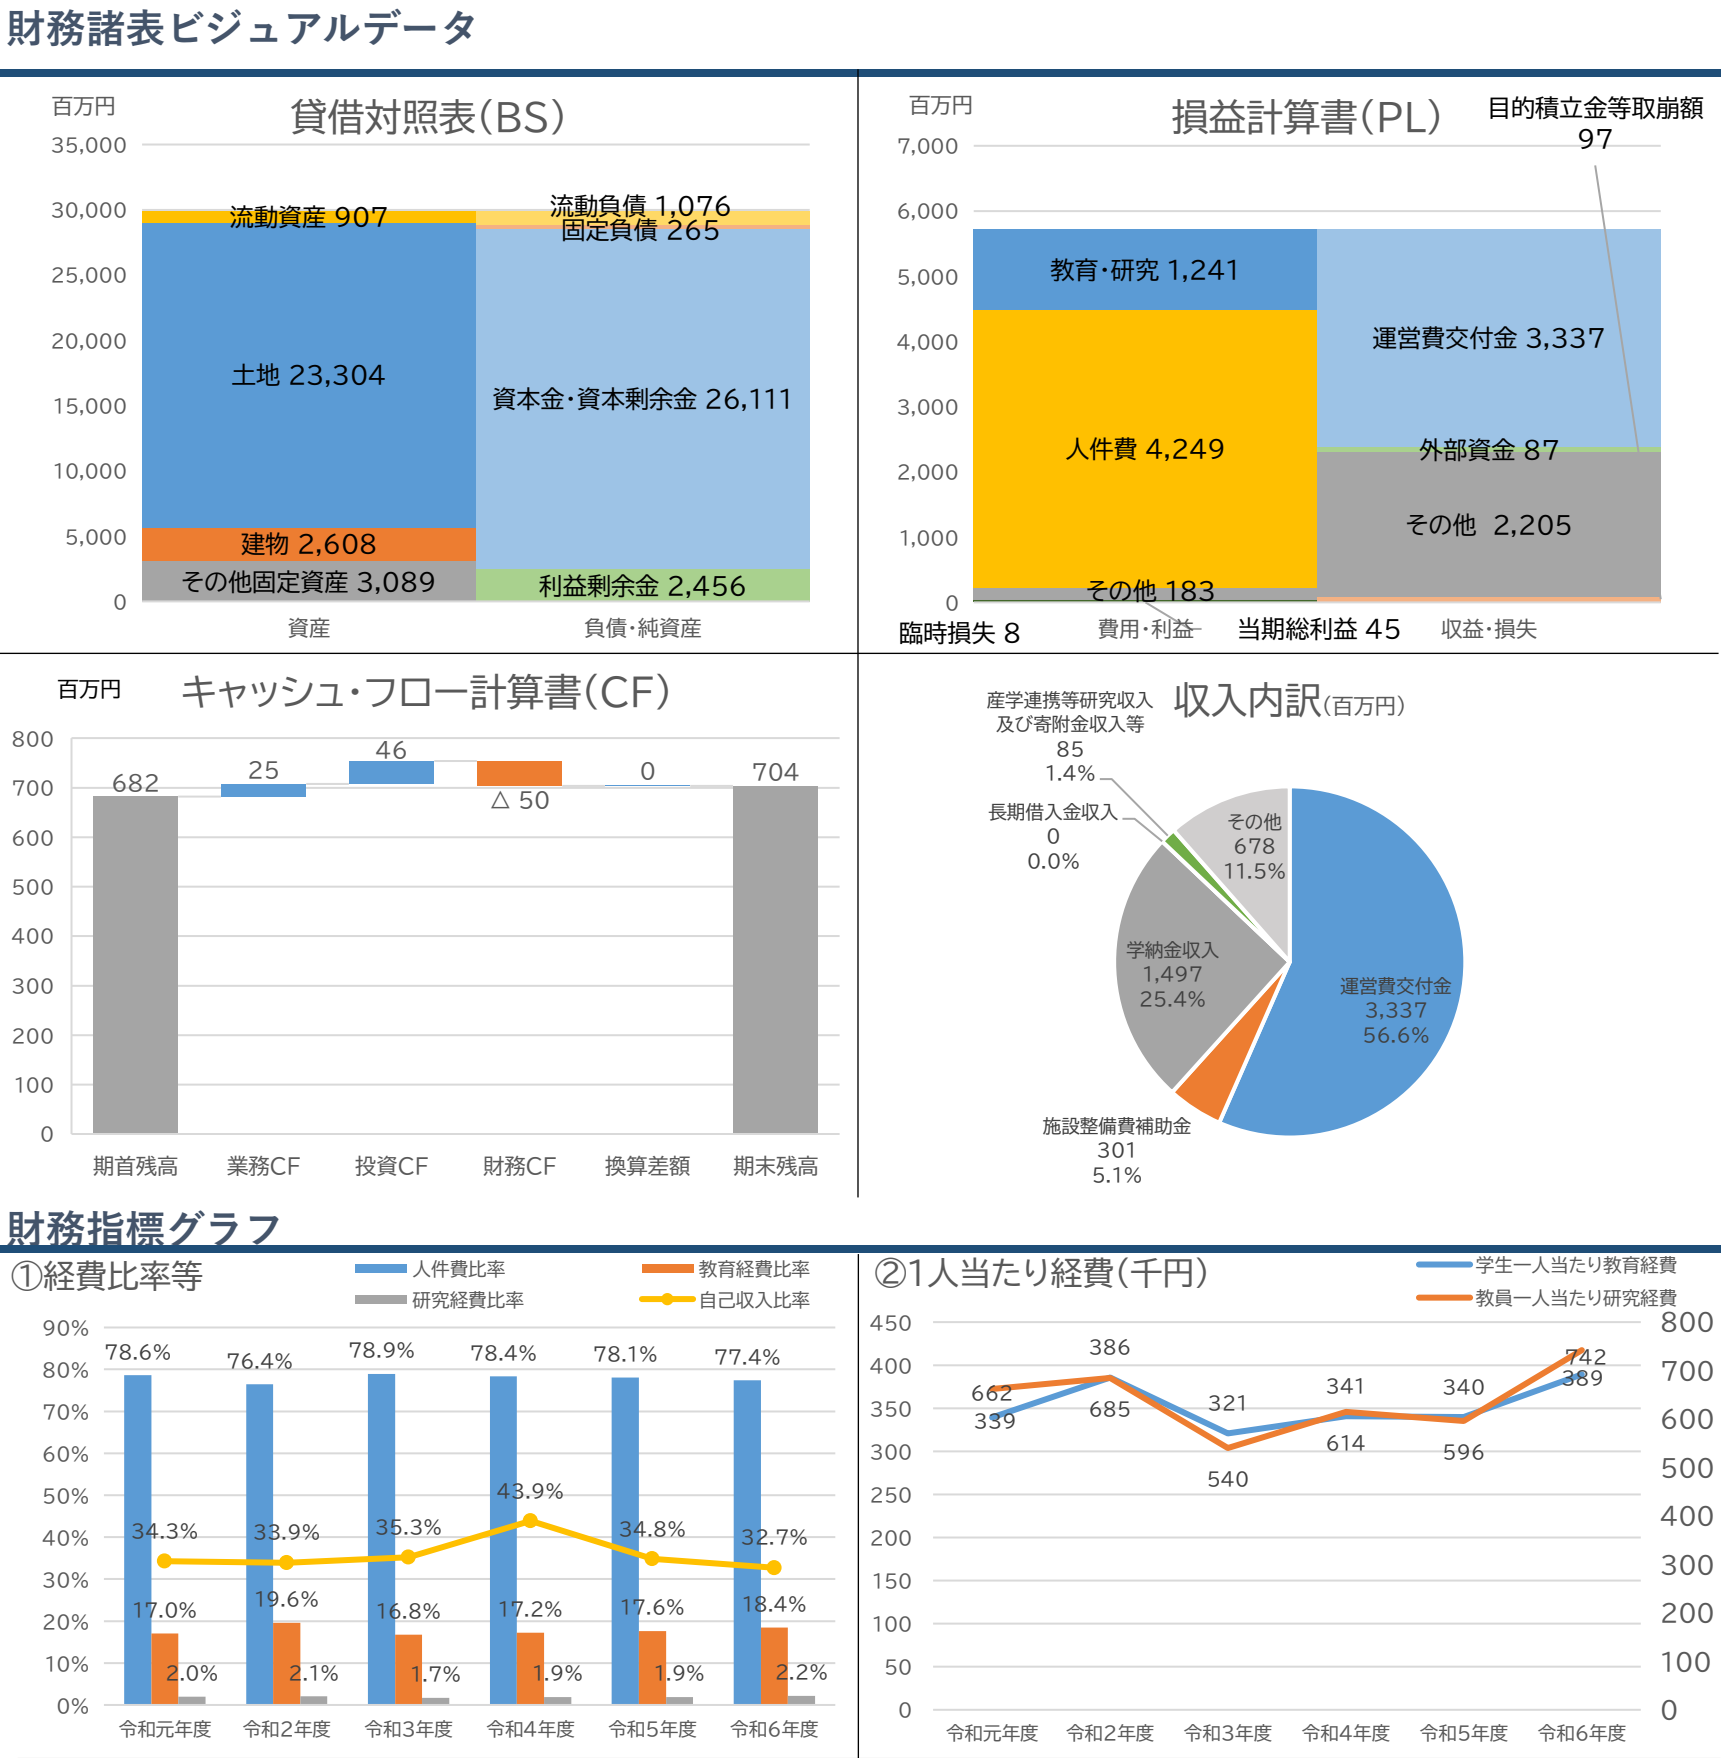 財務諸表ビジュアルデータ
百万円
貸借対照表(BS)
35,000
30,000
25,000
20,000
15,000
10,000
5,000
0
流動資産 907
土地 23,304
建物 2,608
その他固定資産 3,089
流動負債 1,076
固定負債 265
資本金・資本剰余金 26,111
利益剰余金 2,456
資産
負債・純資産
百万円
損益計算書(PL)
目的積立金等取崩額
97
7,000
6,000
5,000
4,000
3,000
2,000
1,000
0
教育・研究 1,241
人件費 4,249
その他 183
運営費交付金 3,337
外部資金 87
その他 2,205
臨時損失 8
費用・利益
当期総利益 45
収益・損失
百万円
キャッシュ・フロー計算書(CF)
800
700
600
500
400
300
200
100
0
682
25
46
△ 50
0
704
期首残高
業務CF
投資CF
財務CF
換算差額
期末残高
収入内訳(百万円)
産学連携等研究収入
及び寄附金収入等
85
1.4%
長期借入金収入
0
0.0%
その他
678
11.5%
学納金収入
1,497
25.4%
運営費交付金
3,337
56.6%
施設整備費補助金
301
5.1%
財務指標グラフ
①経費比率等
人件費比率
教育経費比率
研究経費比率
自己収入比率
90%
80%
70%
60%
50%
40%
30%
20%
10%
0%
78.6%
76.4%
78.9%
78.4%
78.1%
77.4%
34.3%
33.9%
35.3%
43.9%
34.8%
32.7%
17.0%
19.6%
16.8%
17.2%
17.6%
18.4%
2.0%
2.1%
1.7%
1.9%
1.9%
2.2%
令和元年度
令和2年度
令和3年度
令和4年度
令和5年度
令和6年度
②1人当たり経費(千円)
学生一人当たり教育経費
教員一人当たり研究経費
450
400
350
300
250
200
150
100
50
0
800
700
600
500
400
300
200
100
0
662
339
386
685
321
540
341
614
340
596
742
389
令和元年度
令和2年度
令和3年度
令和4年度
令和5年度
令和6年度